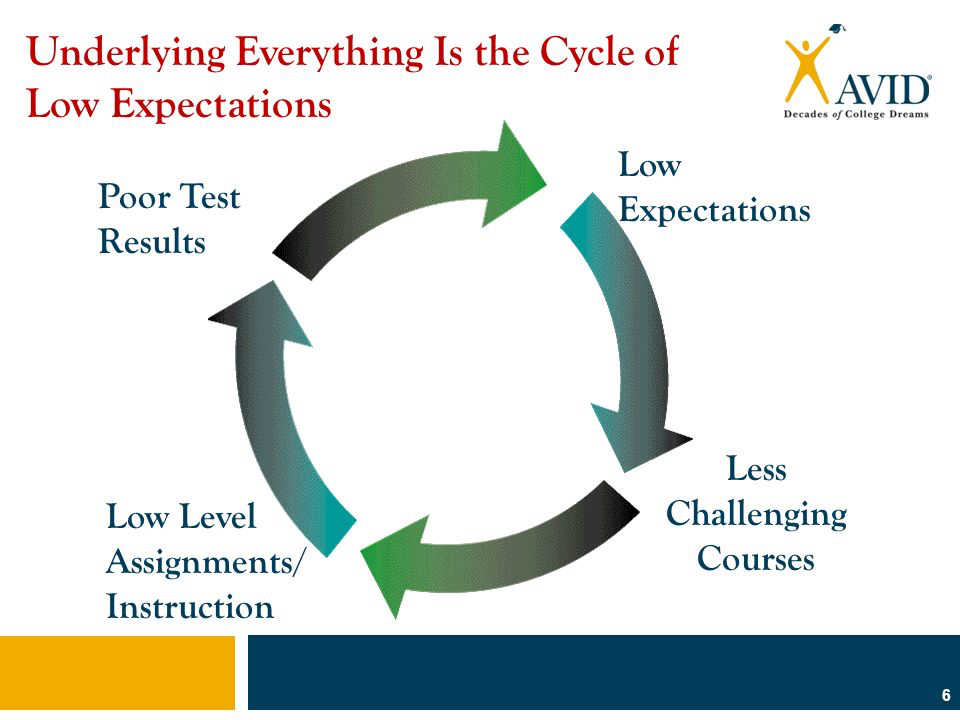 Underlying Everything Is the Cycle of
Low Expectations
AVID®
Decades of College Dreams
Low
Expectations
Poor Test
Results
Less
Challenging
Courses
Low Level
Assignments/
Instruction
6